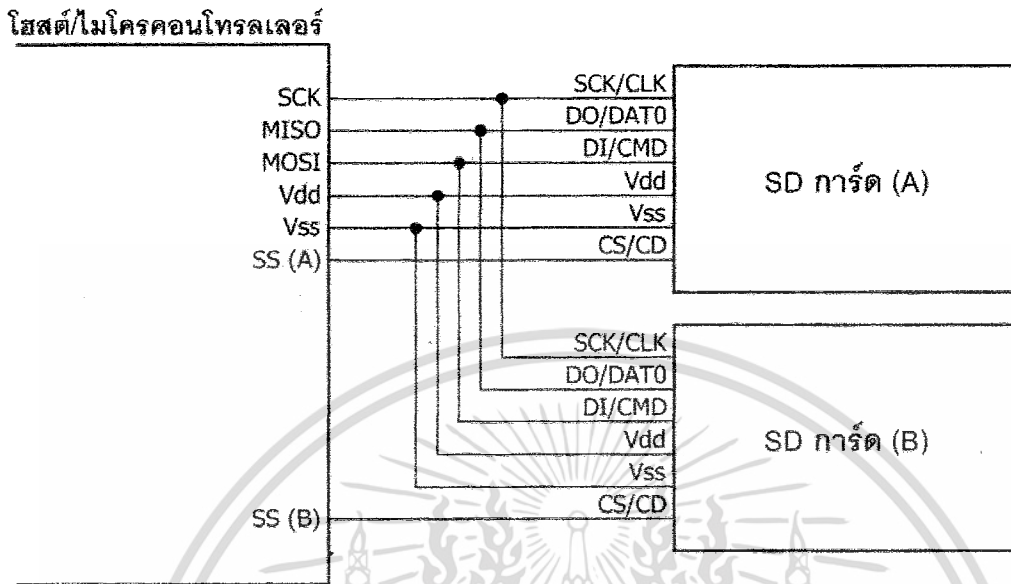 โฮสต์/ไมโครคอนโทรลเลอร์
SCK
MISO
MOSI
Vdd
Vss
SS (A)
SS (B)
SCK/CLK
DO/DAT0
DI/CMD
Vdd
Vss
CS/CD
SD การ์ด (A)
SCK/CLK
DO/DAT0
DI/CMD
Vdd
Vss
CS/CD
SD การ์ด (B)